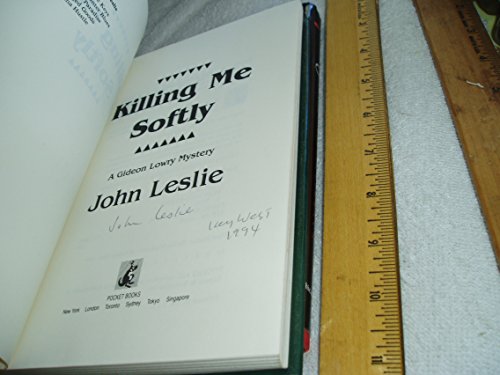 Killing Me
Softly
A Gideon Lowry Mystery
John Leslie
John Leslie
Key West
1994
POCKET BOOKS
New York London Toronto Sydney Tokyo Singapore